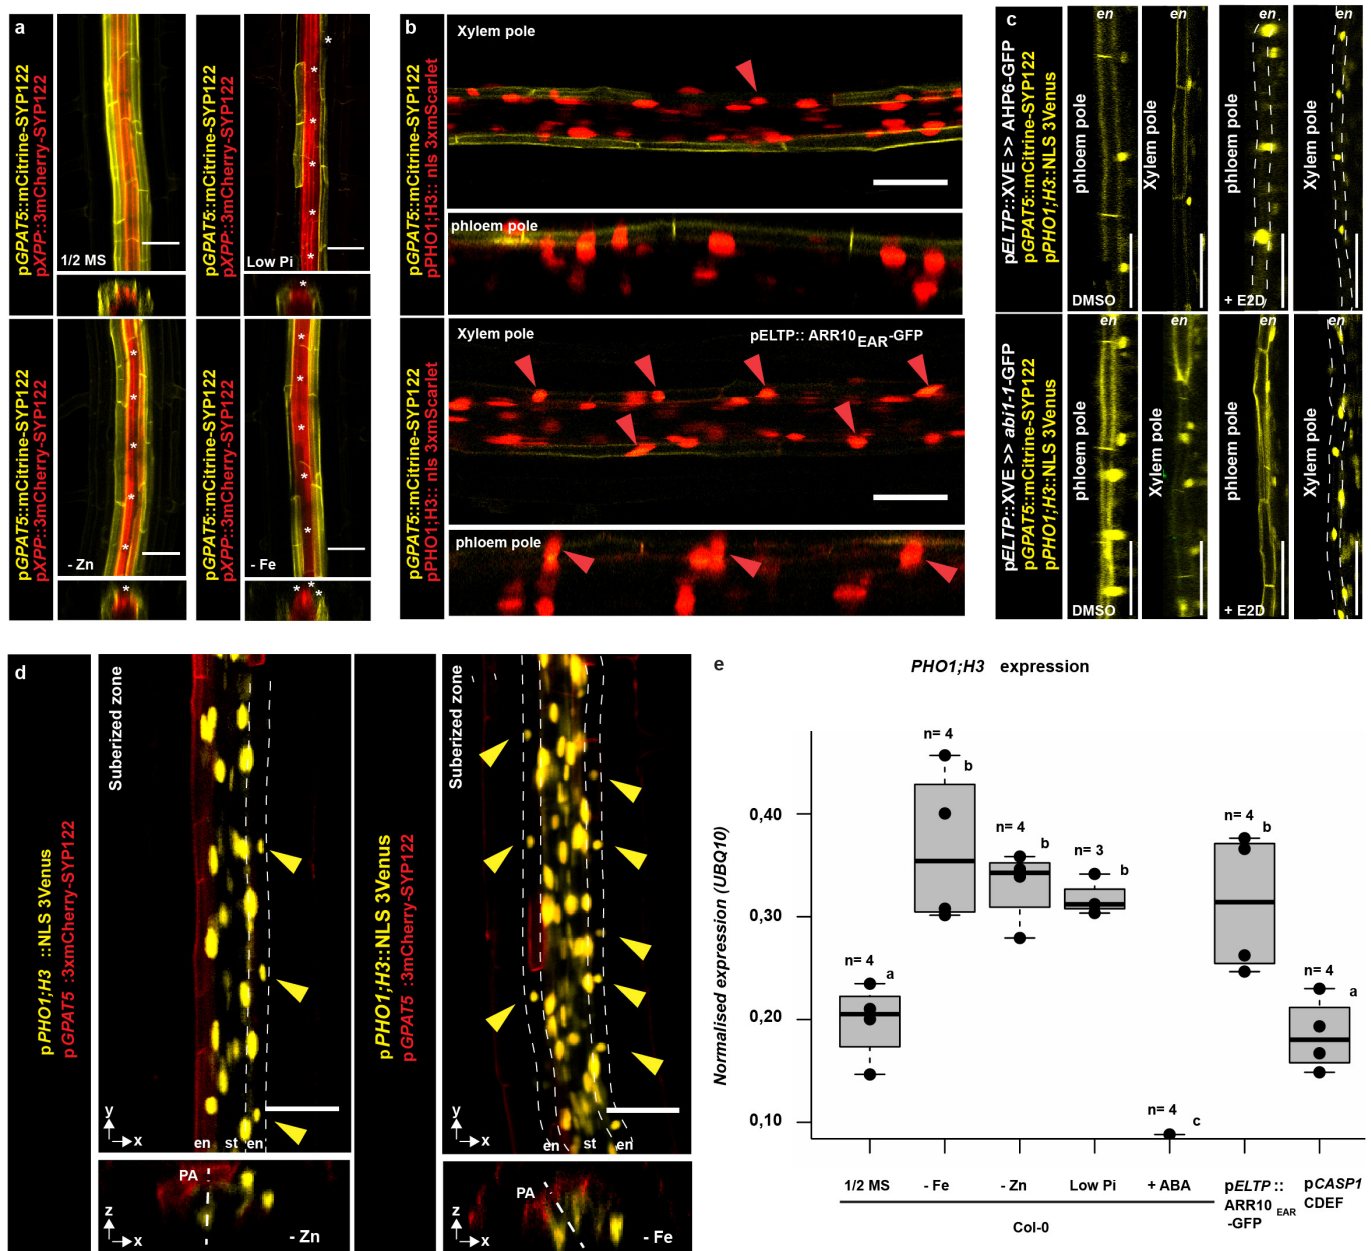 a
pGPAT5::mCitrine-SYP122
pXPP::3mCherry-SYP122
1/2 MS
pGPAT5::mCitrine-SYP122
pXPP::3mCherry-SYP122
*
*
*
*
*
*
Low Pi
*
pGPAT5::mCitrine-SYP122
pXPP::3mCherry-SYP122
*
*
*
*
*
- Zn
*
pGPAT5::mCitrine-SYP122
pXPP::3mCherry-SYP122
*
*
*
*
*
- Fe
* * *
b
pGPAT5::mCitrine-SYP122
pPHO1;H3:: nls 3xmScarlet
Xylem pole
phloem pole
pGPAT5::mCitrine-SYP122
pPHO1;H3:: nls 3xmScarlet
Xylem pole
pELTP:: ARR10EAR-GFP
phloem pole
c
pELTP::XVE >> AHP6-GFP
pGPAT5::mCitrine-SYP122
pPHO1;H3::NLS 3Venus
en
phloem pole
DMSO
en
Xylem pole
en
phloem pole
+ E2D
en
Xylem pole
pELTP::XVE >> abi1-1-GFP
pGPAT5::mCitrine-SYP122
pPHO1;H3::NLS 3Venus
en
phloem pole
DMSO
Xylem pole
en
phloem pole
+ E2D
en
Xylem pole
d
pPHO1;H3 ::NLS 3Venus
pGPAT5 :3xmCherry-SYP122
Suberized zone
y
x
en st en
PA
z
x
- Zn
pPHO1;H3::NLS 3Venus
pGPAT5 :3mCherry-SYP122
Suberized zone
y
x
en st en
PA
z
x
- Fe
e
PHO1;H3 expression
Normalised expression (UBQ10)
0,40
0,30
0,20
0,10
n= 4
a
n= 4
b
n= 4
b
n= 3
b
n= 4
c
n= 4
b
n= 4
a
1/2 MS
- Fe
- Zn
Low Pi
+ ABA
pELTP ::
ARR10 EAR
-GFP
pCASP1
CDEF
Col-0